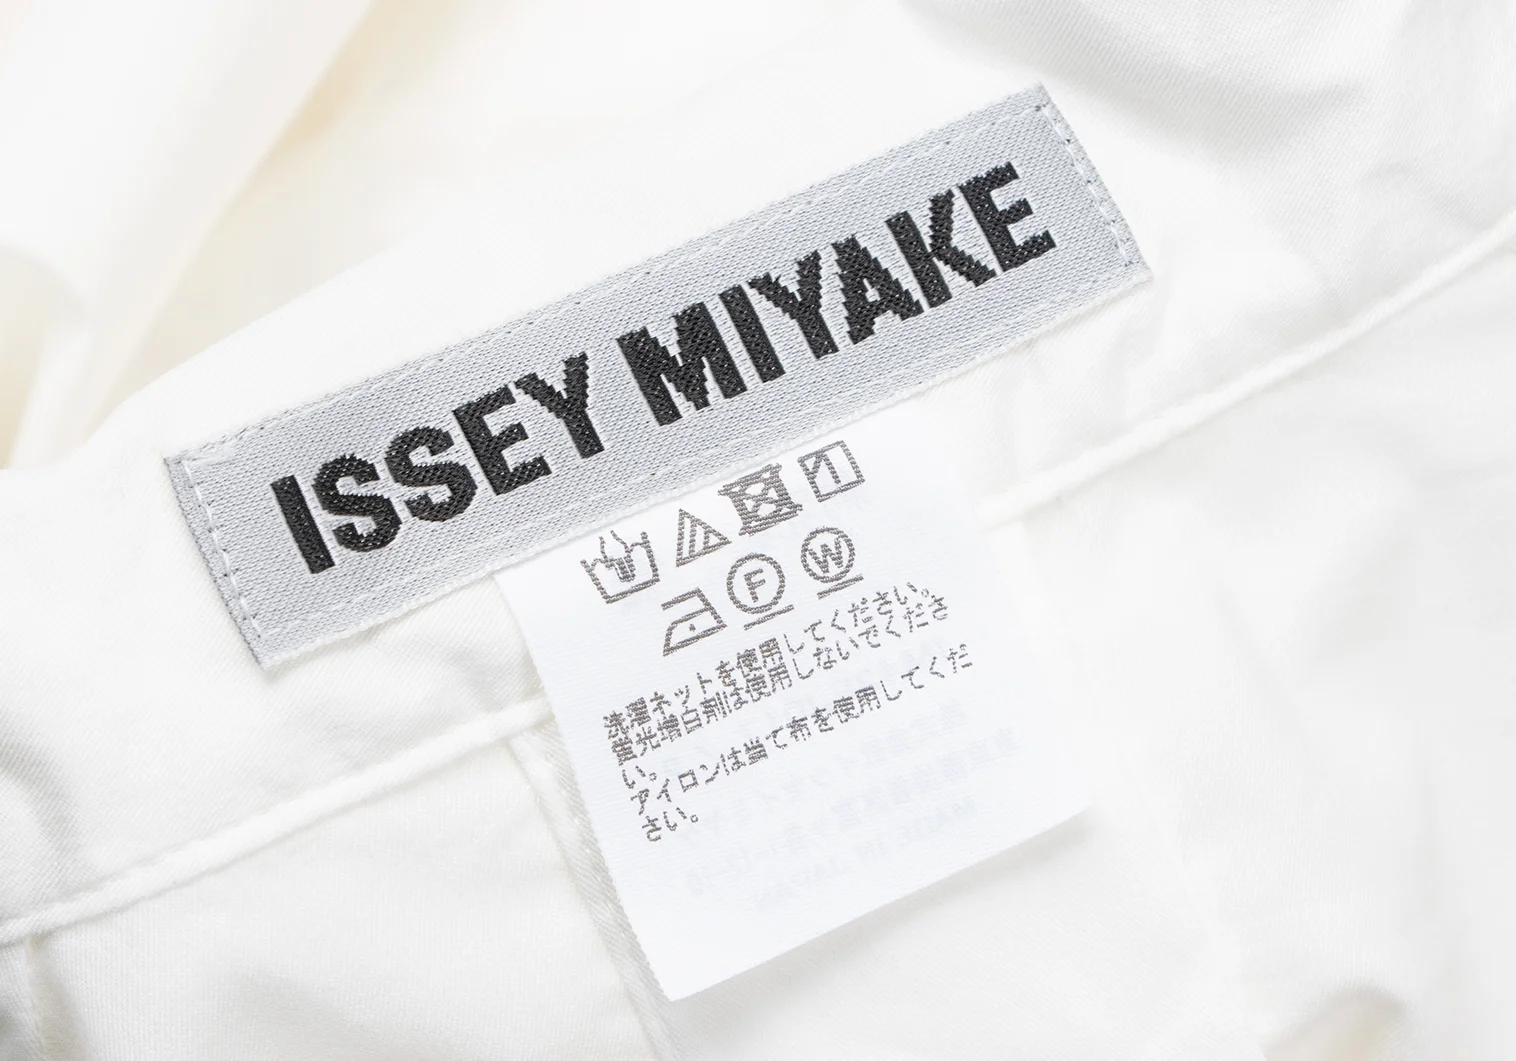 ISSEY MIYAKE
F W
洗濯ネットを使用してください。
蛍光増白剤は使用しないでくださ
い。
アイロンは当て布を使用してくだ
さい。